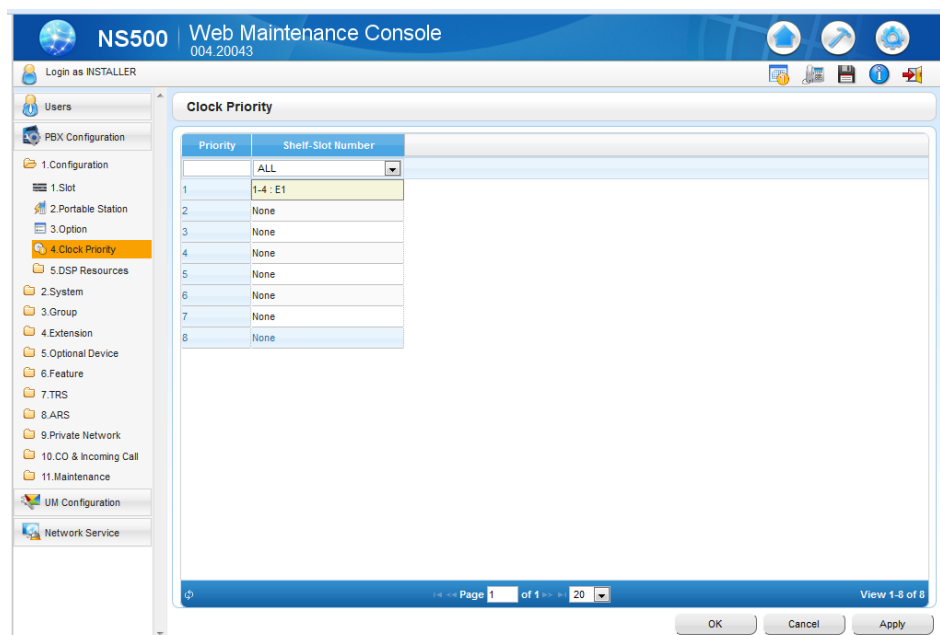 NS500
Web Maintenance Console
004.20043
Login as INSTALLER
Users
PBX Configuration
1.Configuration
1.Slot
2.Portable Station
3.Option
4.Clock Priority
5.DSP Resources
2.System
3.Group
4.Extension
5.Optional Device
6.Feature
7.TRS
8.ARS
9.Private Network
10.CO & Incoming Call
11.Maintenance
UM Configuration
Network Service
Clock Priority
Priority Shelf-Slot Number
ALL
1 1-4 : E1
2 None
3 None
4 None
5 None
6 None
7 None
8 None
Page 1 of 1 20 View 1-8 of 8
OK Cancel Apply